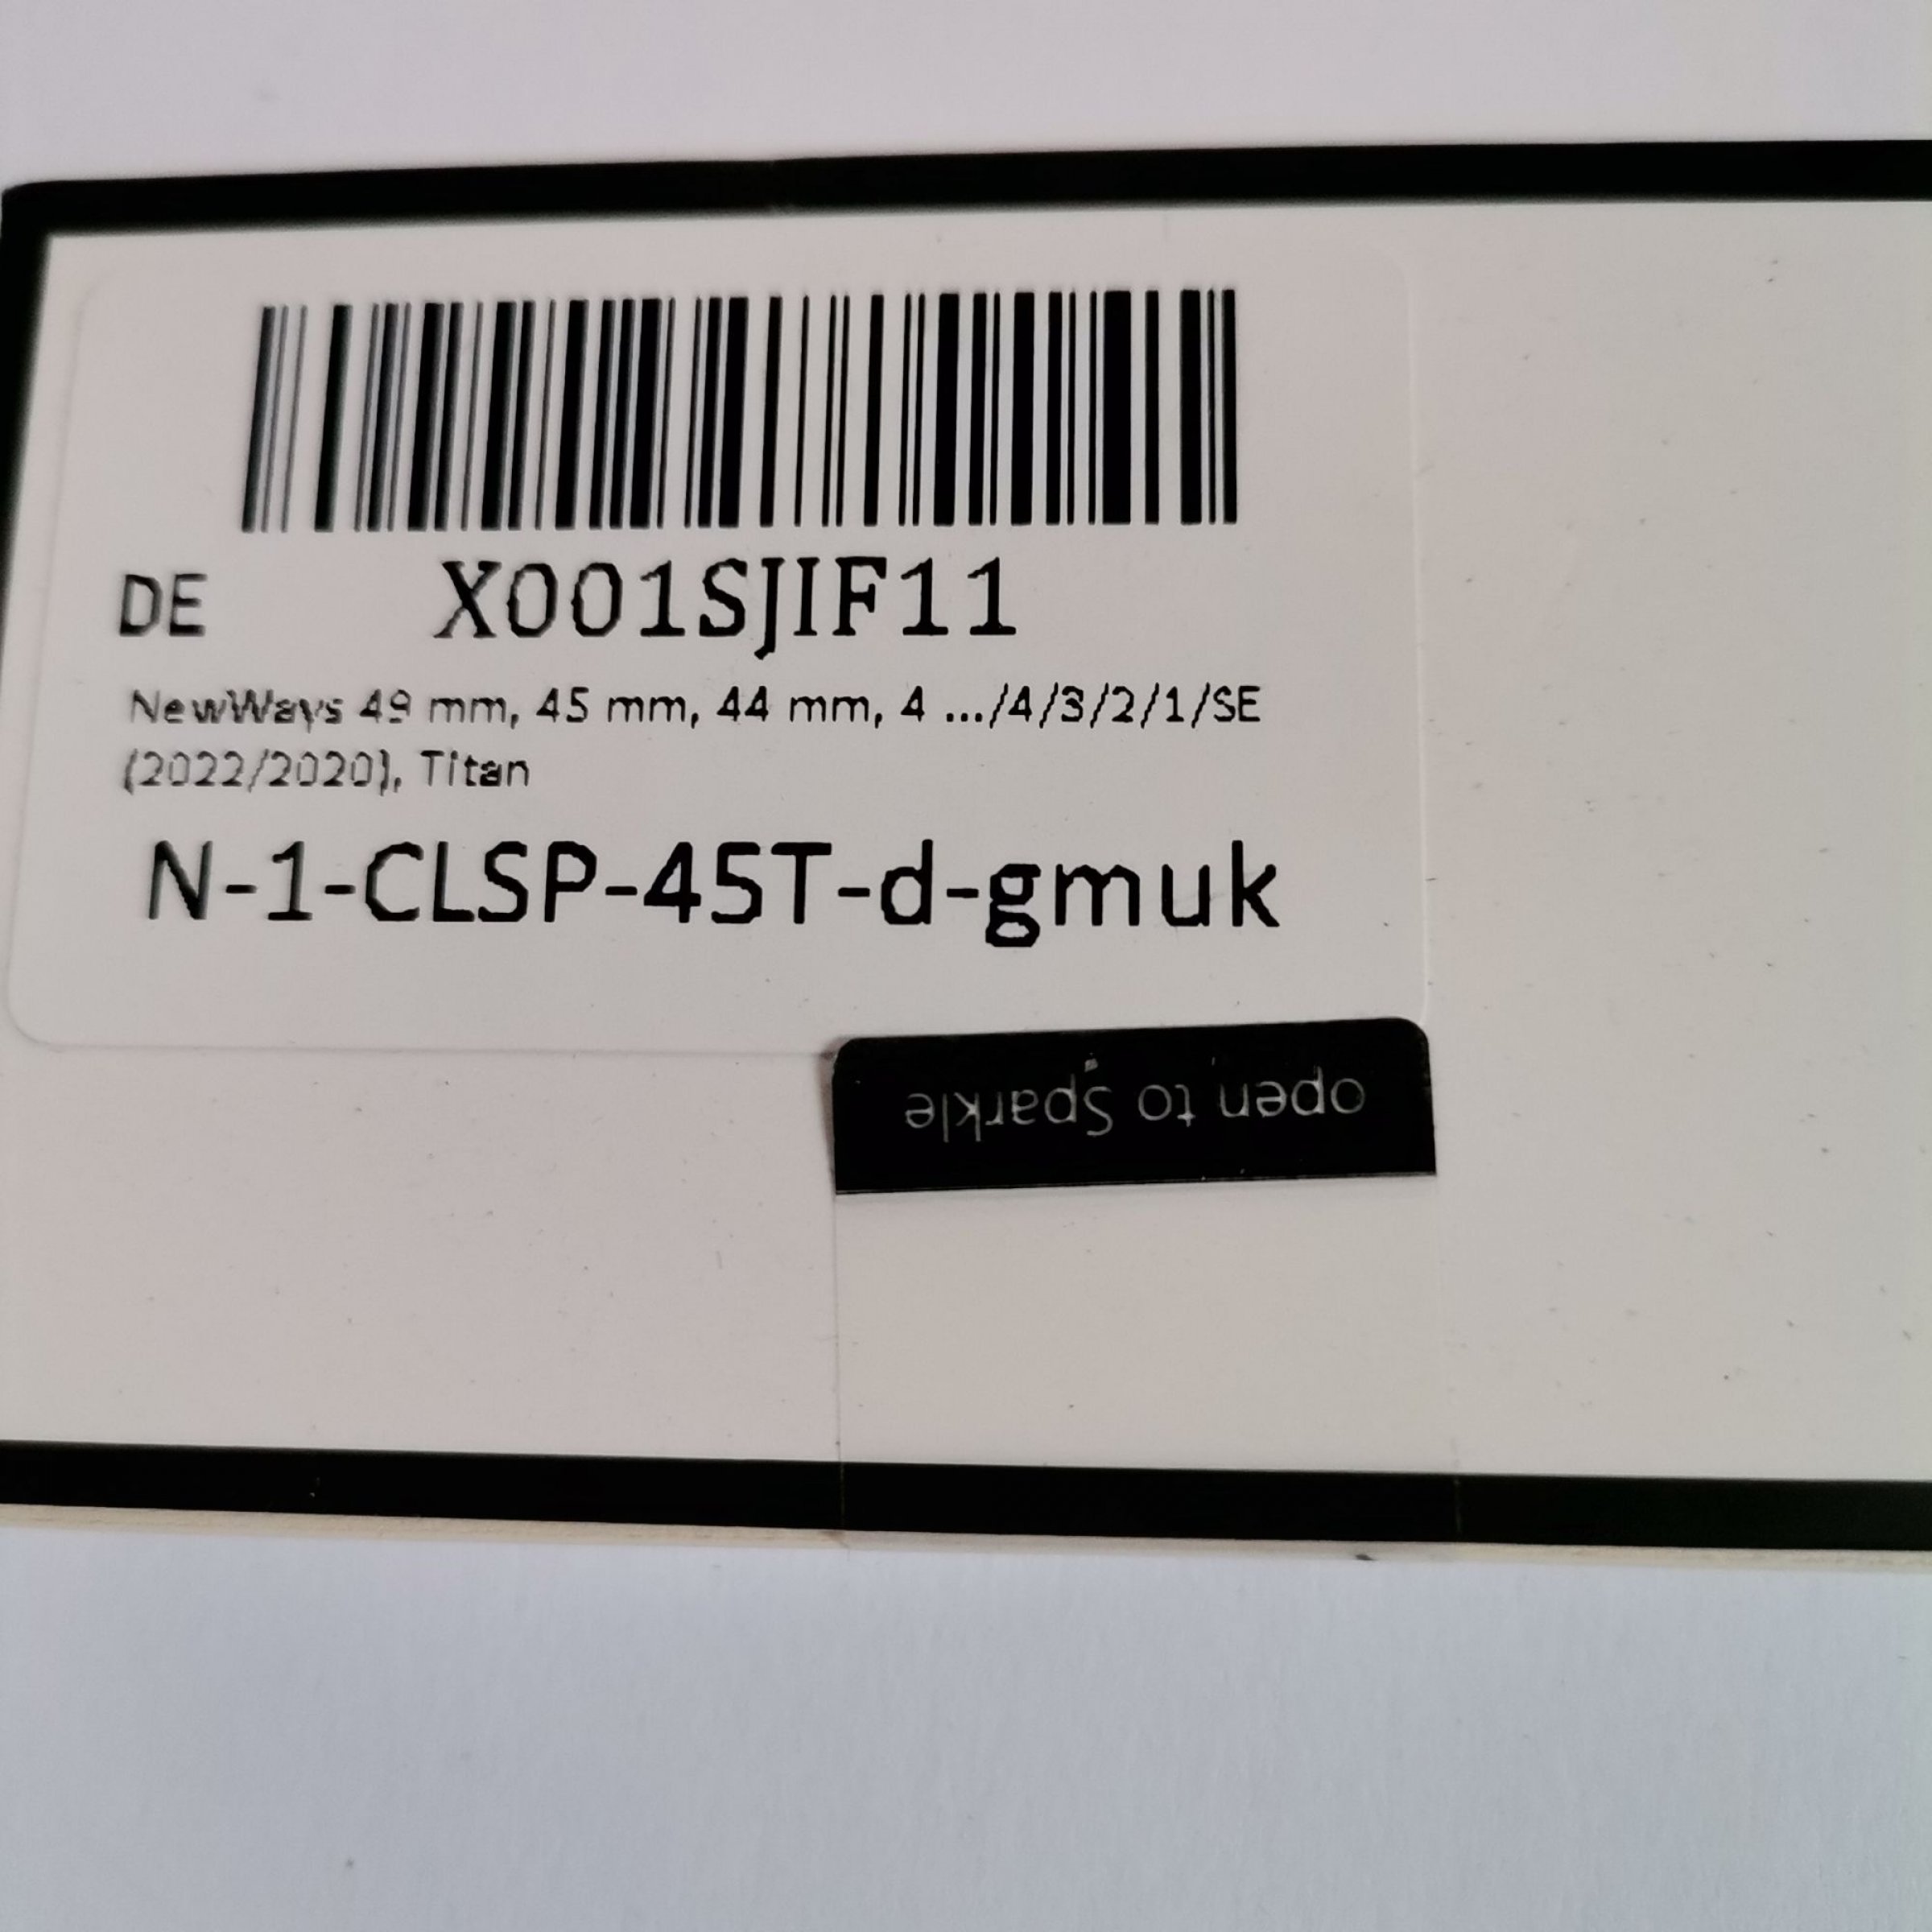 DE X001SJIF11
NewWays 49 mm, 45 mm, 44 mm, 4 .../4/3/2/1/SE
(2022/2020), Titan
N-1-CLSP-45T-d-gmuk
open to Sparkle